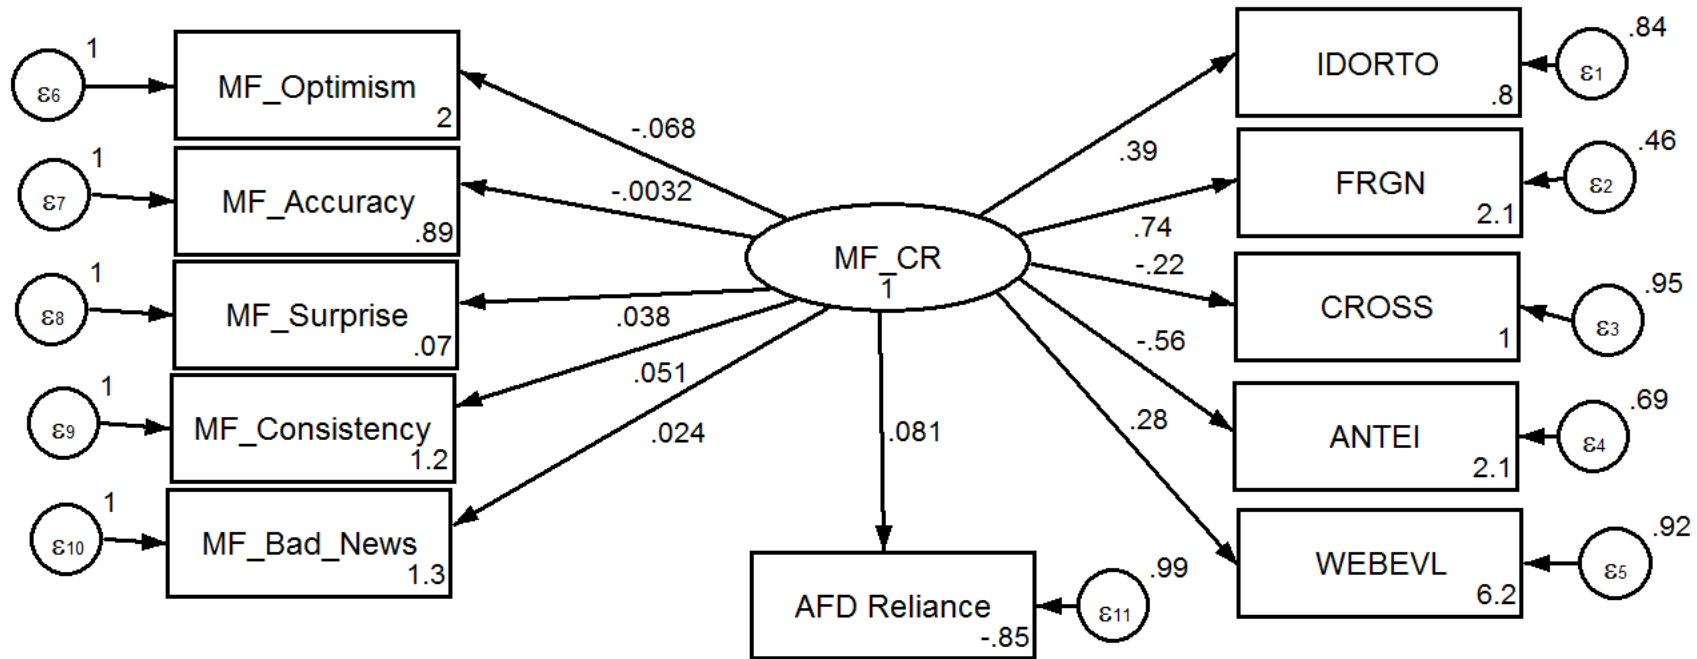 1
ε6
MF_Optimism
2
1
ε7
MF_Accuracy
.89
1
ε8
MF_Surprise
.07
1
ε9
MF_Consistency
1.2
1
ε10
MF_Bad_News
1.3
-.068
-.0032
.038
.051
.024
MF_CR
1
.081
AFD Reliance
-.85
ε11
.99
.39
.74
-.22
-.56
.28
IDORTO
.8
ε1
.84
FRGN
2.1
ε2
.46
CROSS
1
ε3
.95
ANTEI
2.1
ε4
.69
WEBEVL
6.2
ε5
.92